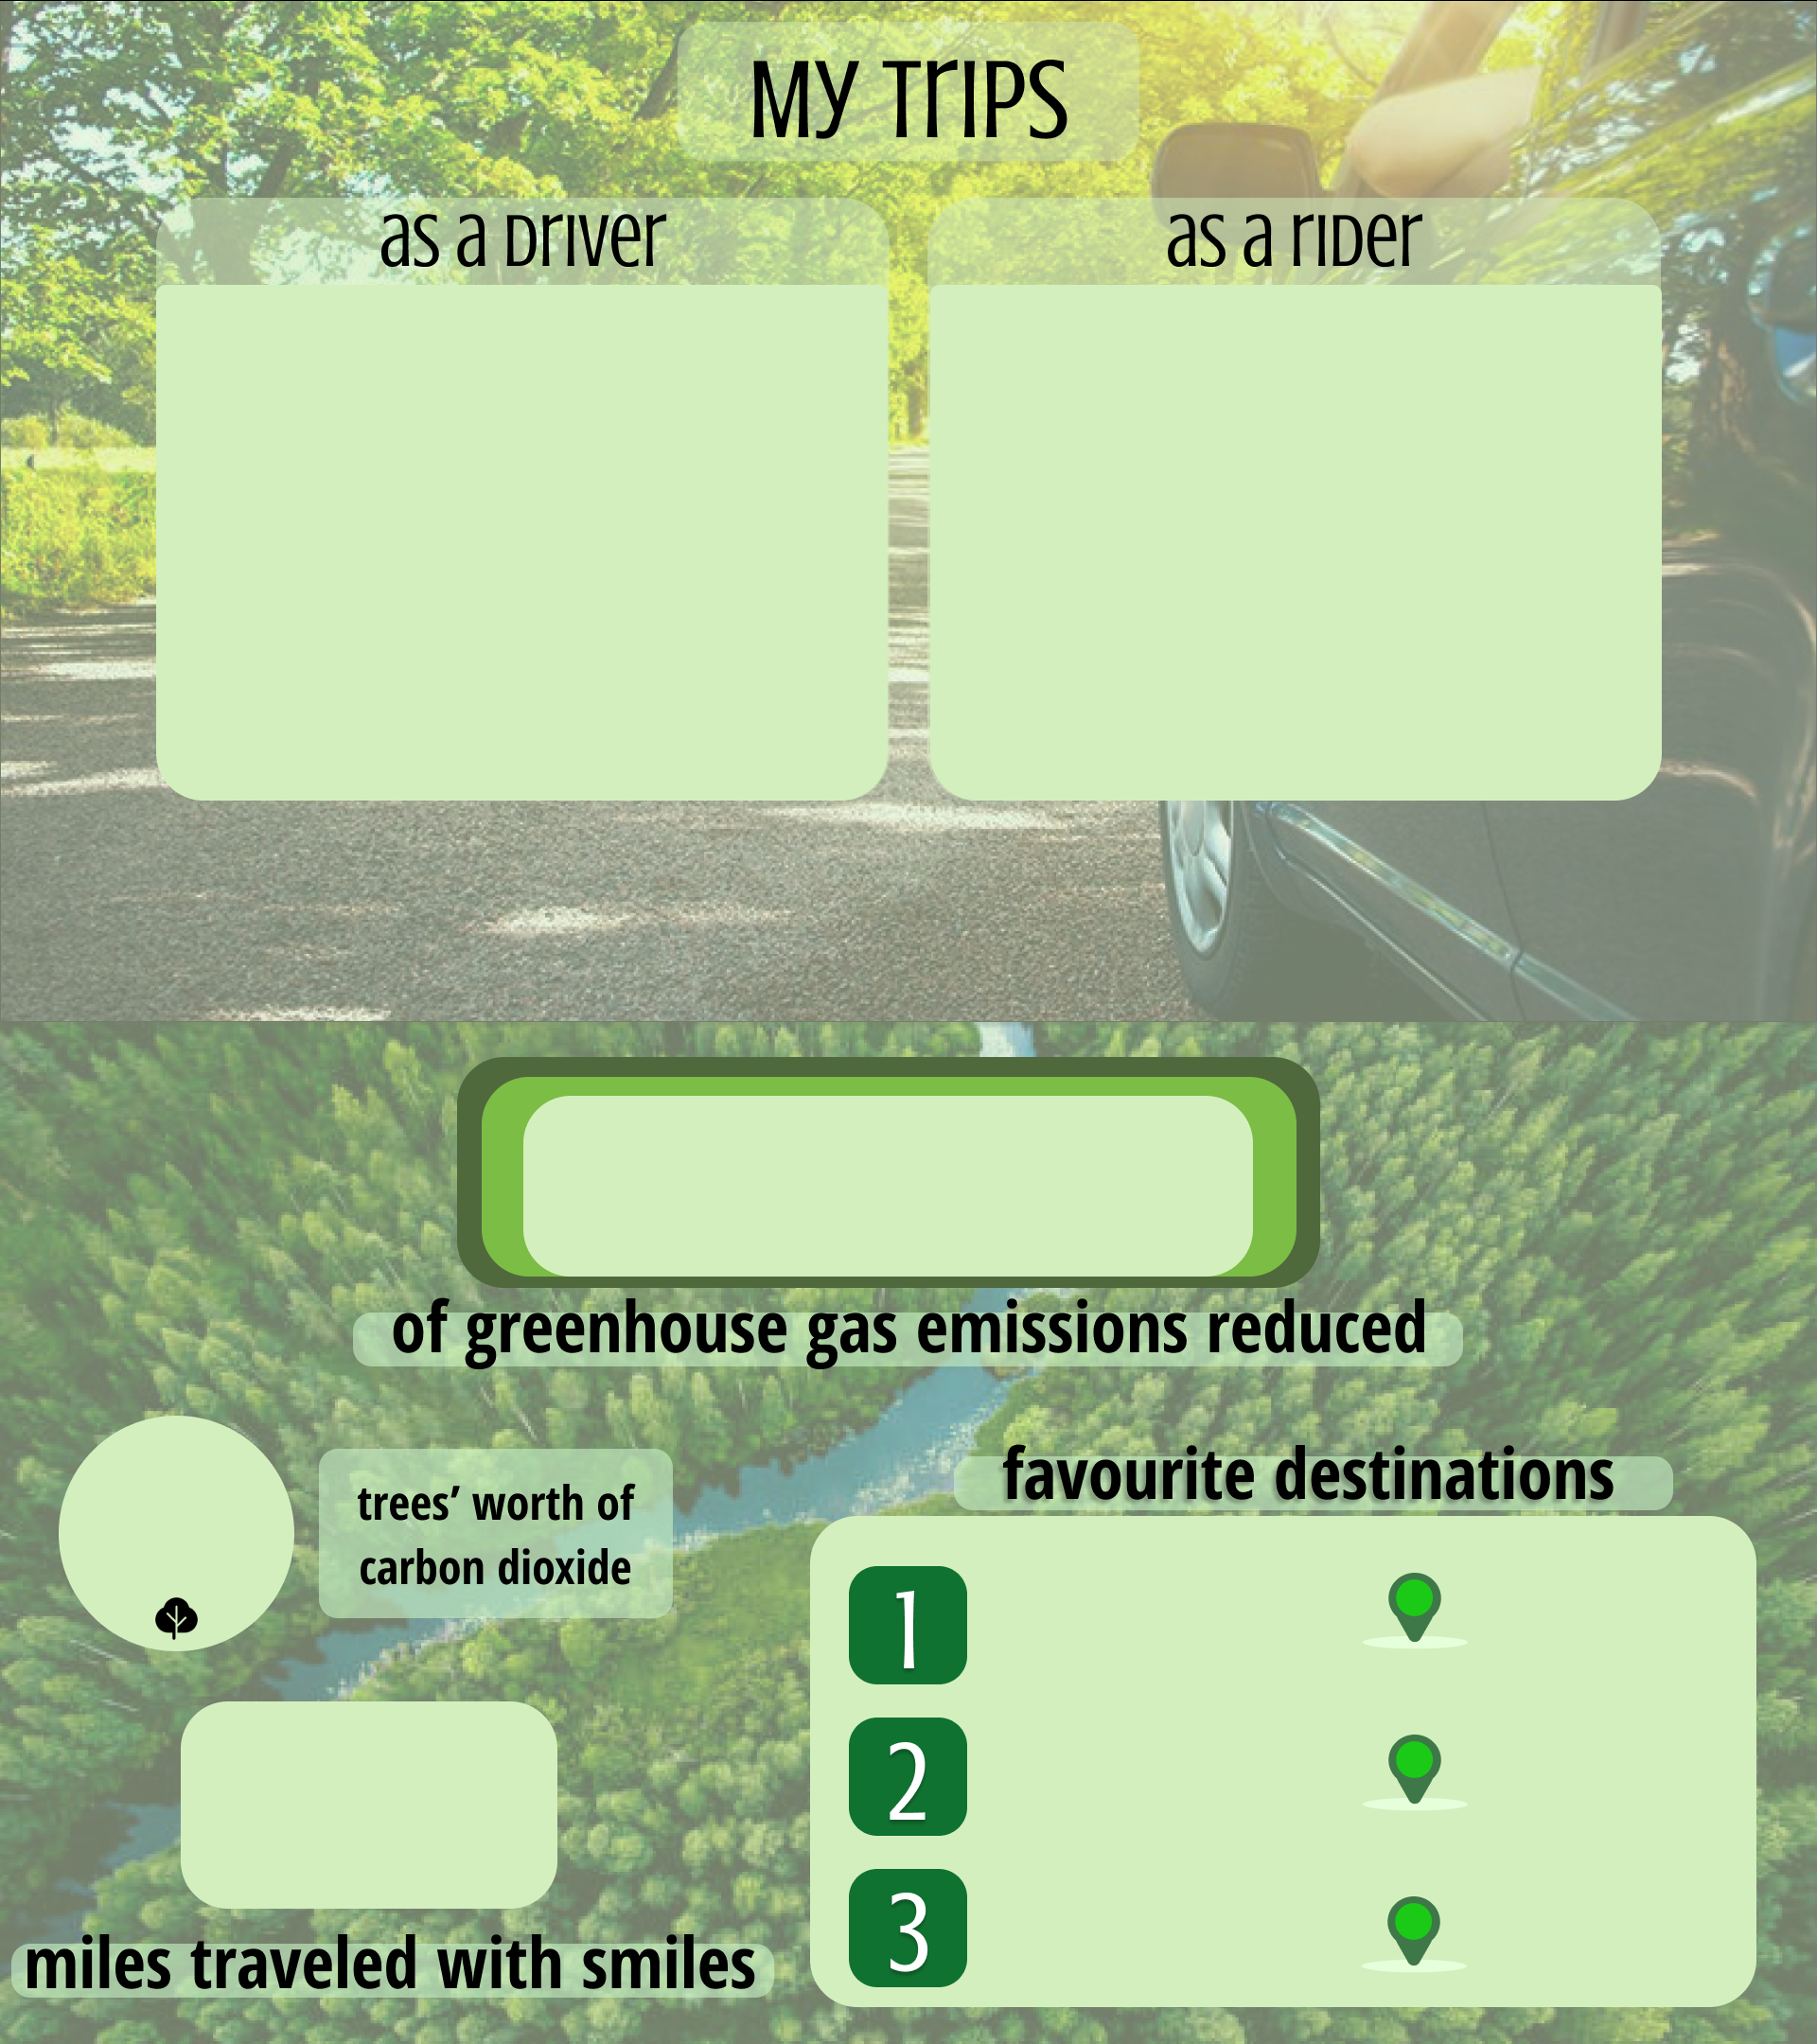 My Trips
as a Driver
as a rider
of greenhouse gas emissions reduced
trees’ worth of
carbon dioxide
favourite destinations
1
2
3
miles traveled with smiles